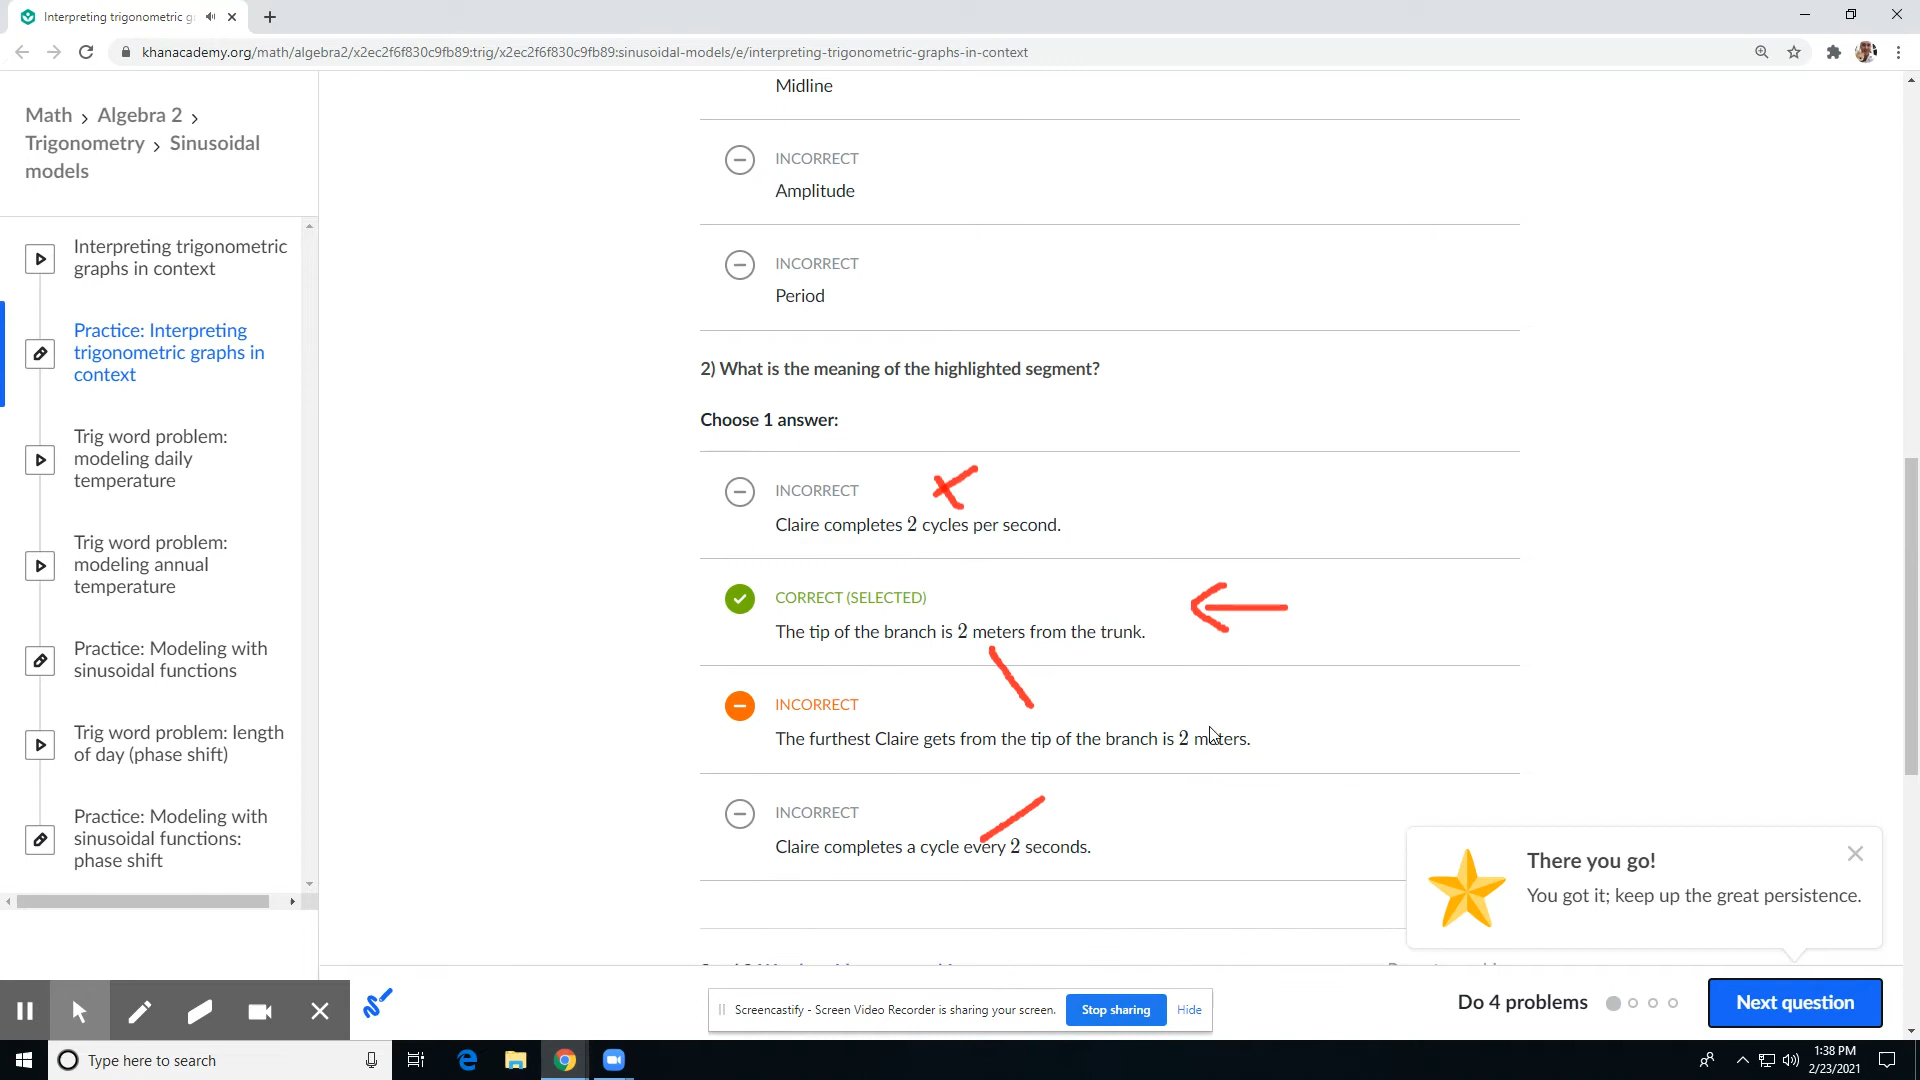 Interpreting trigonometric g
khanacademy.org/math/algebra2/x2ec2f6f830c9fb89:trig/x2ec2f6f830c9fb89:sinusoidal-models/e/interpreting-trigonometric-graphs-in-context
Math > Algebra 2 >
Trigonometry > Sinusoidal
models
Interpreting trigonometric
graphs in context
Practice: Interpreting
trigonometric graphs in
context
Trig word problem:
modeling daily
temperature
Trig word problem:
modeling annual
temperature
Practice: Modeling with
sinusoidal functions
Trig word problem: length
of day (phase shift)
Practice: Modeling with
sinusoidal functions:
phase shift
Midline
INCORRECT
Amplitude
INCORRECT
Period
2) What is the meaning of the highlighted segment?
Choose 1 answer:
INCORRECT
Claire completes 2 cycles per second.
CORRECT (SELECTED)
The tip of the branch is 2 meters from the trunk.
INCORRECT
The furthest Claire gets from the tip of the branch is 2 meters.
INCORRECT
Claire completes a cycle every 2 seconds.
There you go!
You got it; keep up the great persistence.
Screencastify - Screen Video Recorder is sharing your screen.
Stop sharing
Hide
Do 4 problems
Next question
Type here to search
1:38 PM
2/23/2021